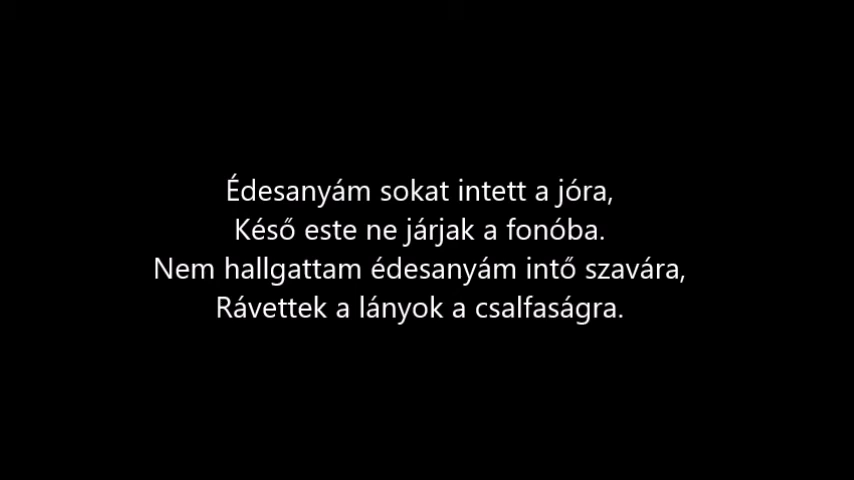 Édesanyám sokat intett a jóra,
Késő este ne járjak a fonóba.
Nem hallgattam édesanyám intő szavára,
Rávettek a lányok a csalfaságra.